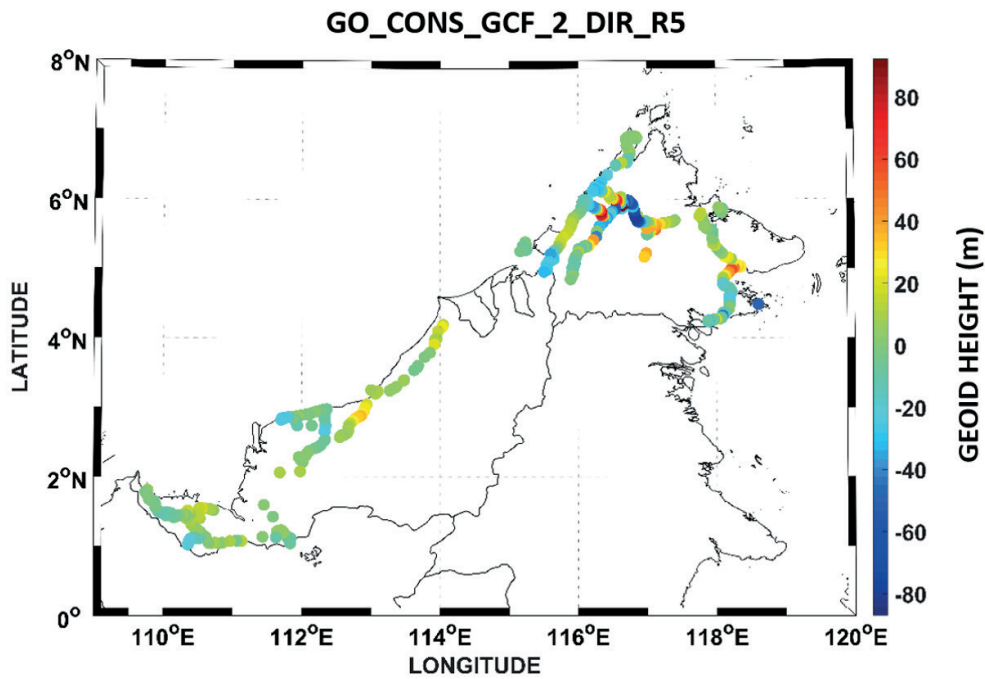 GO_CONS_GCF_2_DIR_R5
8°N
6°N
4°N
2°N
0°
LATITUDE
110°E
112°E
114°E
116°E
118°E
120°E
LONGITUDE
80
60
40
20
0
-20
-40
-60
-80
GEOID HEIGHT (m)